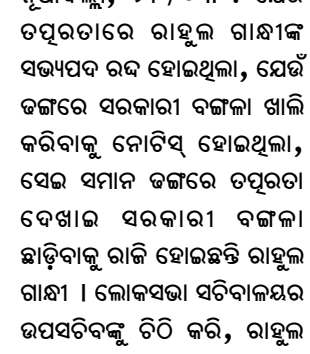 ତତ୍ପରତାରେ ରାହୁଲ ଗାନ୍ଧୀଙ୍କ
ସଭ୍ୟପଦ ରଦ୍ଦ ହୋଇଥିଲା, ଯେଉଁ
ଢଙ୍ଗରେ ସରକାରୀ ବଙ୍ଗଳା ଖାଲି
କରିବାକୁ ନୋଟିସ୍ ହୋଇଥିଲା,
ସେଇ ସମାନ ଢଙ୍ଗରେ ତତ୍ପରତା
ଦେଖାଇ ସରକାରୀ ବଙ୍ଗଳା
ଛାଡ଼ିବାକୁ ରାଜି ହୋଇଛନ୍ତି ରାହୁଲ
ଗାନ୍ଧୀ । ଲୋକସଭା ସଚିବାଳୟର
ଉପସଚିବଙ୍କୁ ଚିଠି କରି, ରାହୁଲ